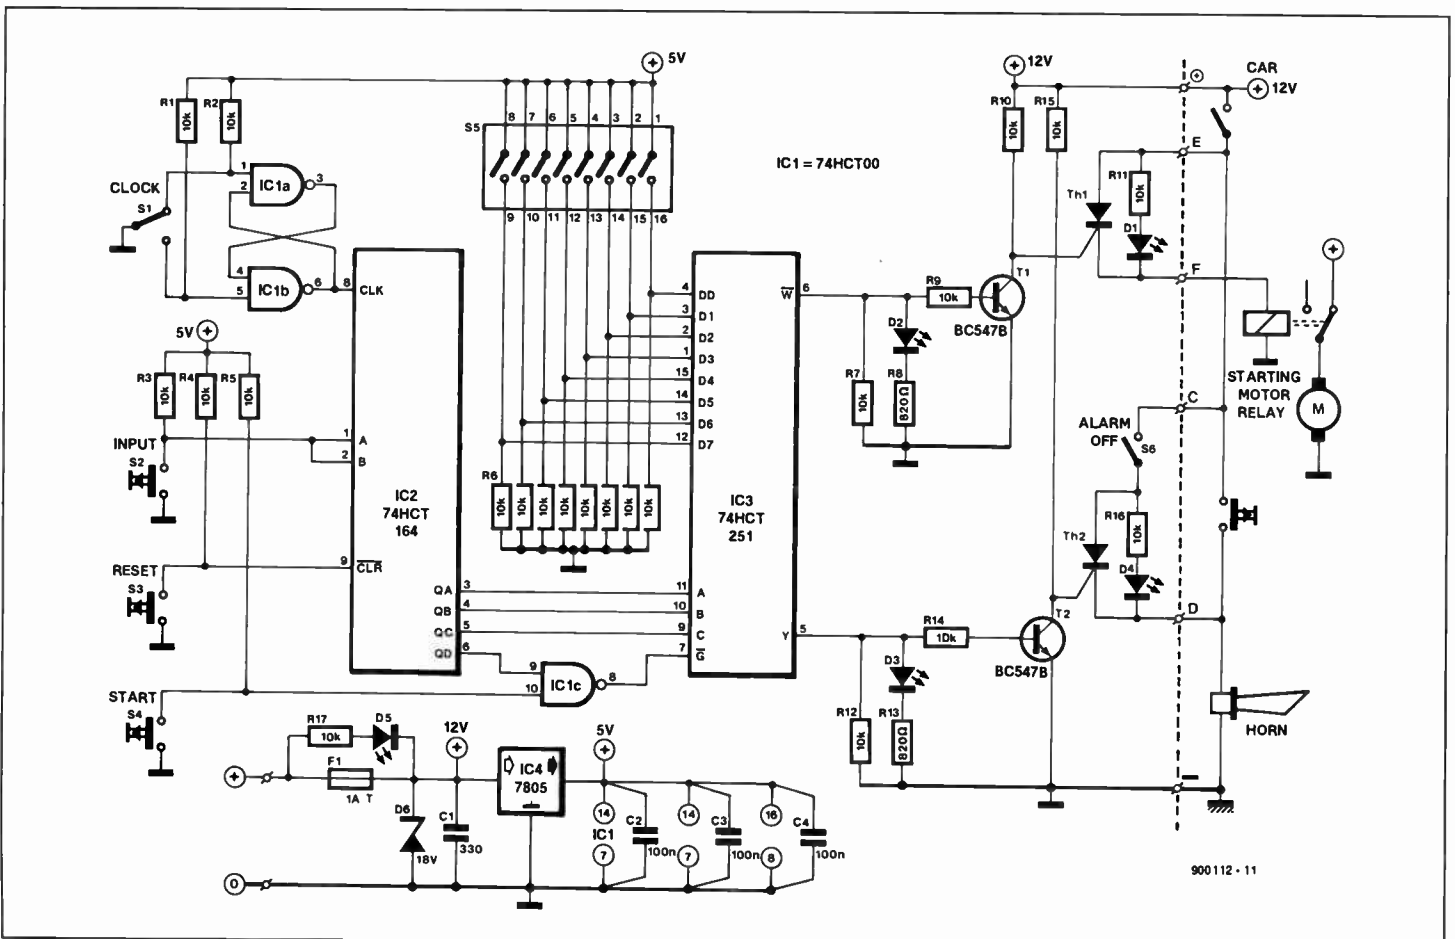 5V
12V
CAR
12V
R1
10k
R2
10k
S5
8 7 6 5 4 3 2 1
R10
10k
R15
10k
IC1 = 74HCT00
E
CLOCK
S1
1
2
IC1a
3
9 10 11 12 13 14 15 16
Th1
R11
10k
D1
F
4
5
IC1b
6
8 CLK
4 DD
3 D1
2 D2
1 D3
15 D4
14 D5
13 D6
12 D7
W 6
R9
10k
T1
BC547B
D2
R7
10k
R8
820Ω
STARTING
MOTOR
RELAY
M
5V
R3
10k
R4
10k
R5
10k
INPUT
S2
1 A
2 B
IC2
74HCT
164
R6
10k 10k 10k 10k 10k 10k 10k 10k
IC3
74HCT
251
C
ALARM
OFF
S6
R16
10k
Th2
D4
D
RESET
S3
9 CLR
QA 3
QB 4
QC 5
QD 6
11 A
10 B
9 C
7 G
Y 5
R14
10k
T2
BC547B
D3
R12
10k
R13
820Ω
HORN
START
S4
9
10
IC1c
8
R17
10k
D5
F1
1A T
12V
IC4
7805
5V
D6
18V
C1
330
14
IC1
7
C2
100n
14
7
C3
100n
16
8
C4
100n
0
900112 - 11